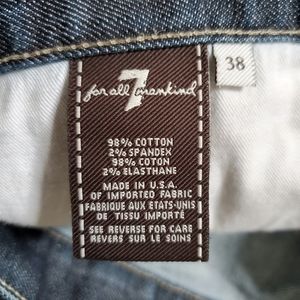 38
7
for all mankind
98% COTTON
2% SPANDEX
98% COTON
2% ELASTHANE
MADE IN U.S.A.
OF IMPORTED FABRIC
FABRIQUE AUX ETATS-UNIS
DE TISSU IMPORTÉ
SEE REVERSE FOR CARE
REVERS SUR LE SOINS